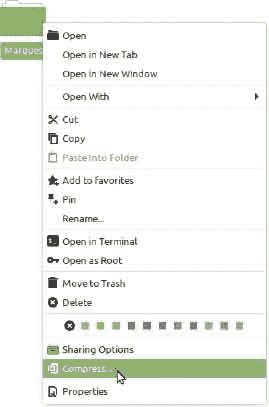 Marques
Open
Open in New Tab
Open in New Window
Open With
Cut
Copy
Paste Into Folder
Add to favorites
Pin
Rename...
Open in Terminal
Open as Root
Move to Trash
Delete
Sharing Options
Compress...
Properties